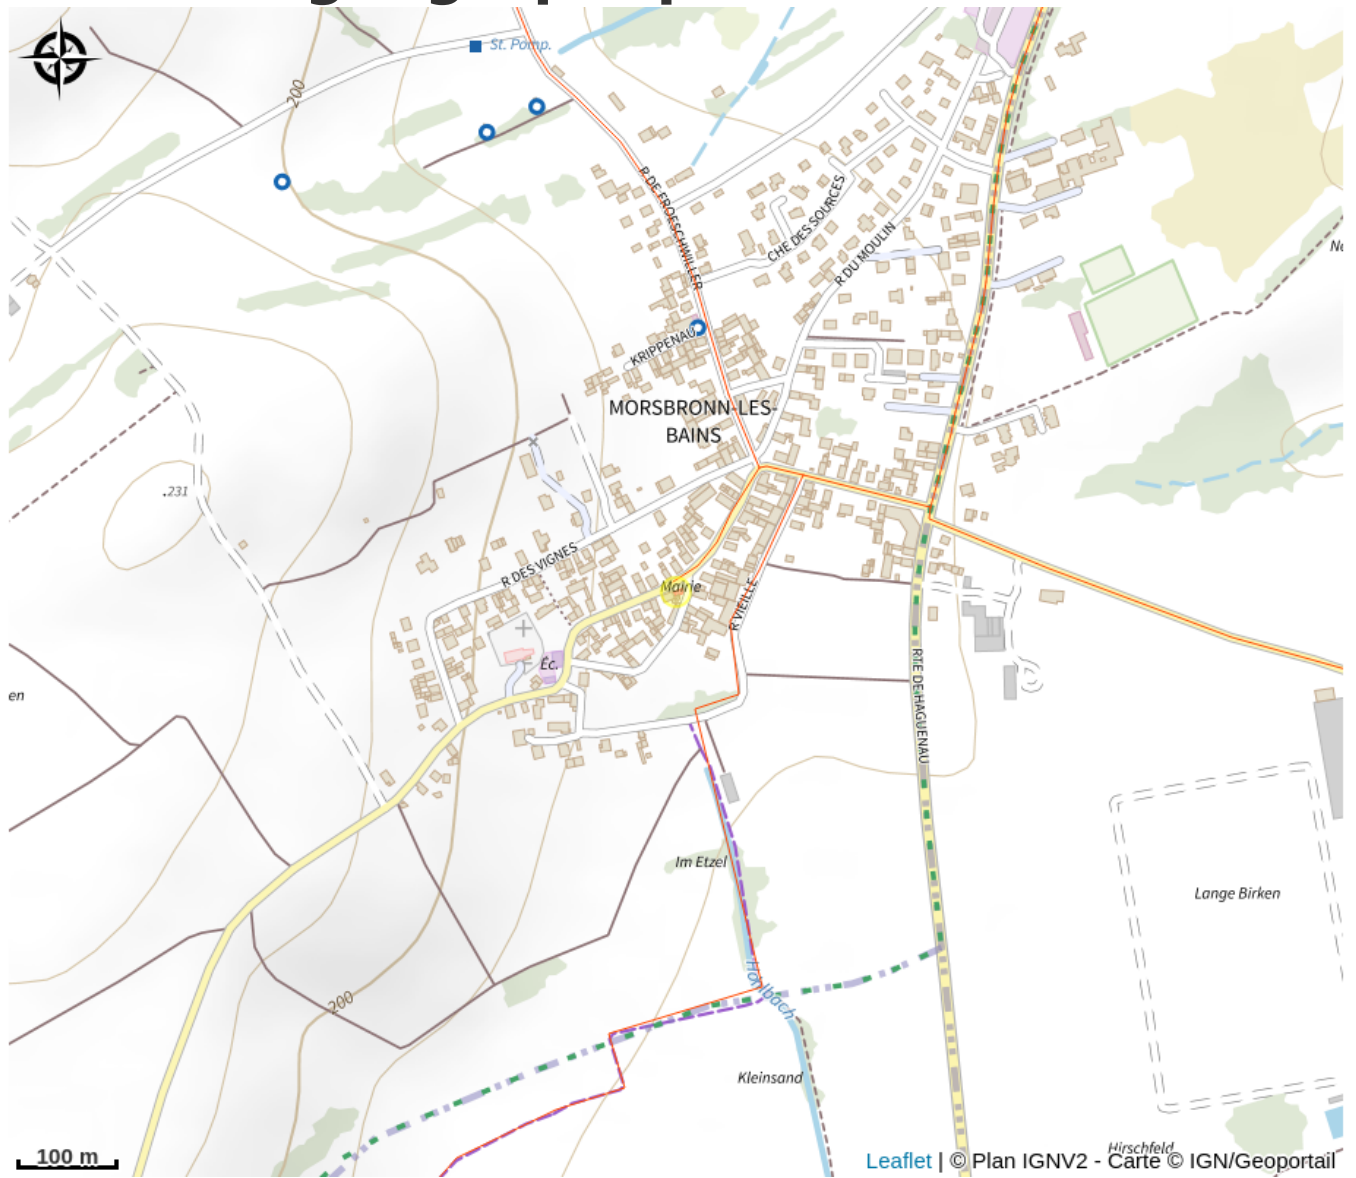 St. Pomp.
200
R DE FROESCHWILLER
CHE DES SOURCES
R DU MOULIN
KRIPPENAU
MORSBRONN-LES-
BAINS
.231
R DES VIGNES
Mairie
R VIEILLE
Éc.
en
RTE DE HAGUENAU
Im Etzel
Lange Birken
Horlbach
200
Kleinsand
Hirschfeld
100 m
Leaflet | © Plan IGNV2 - Carte © IGN/Geoportail